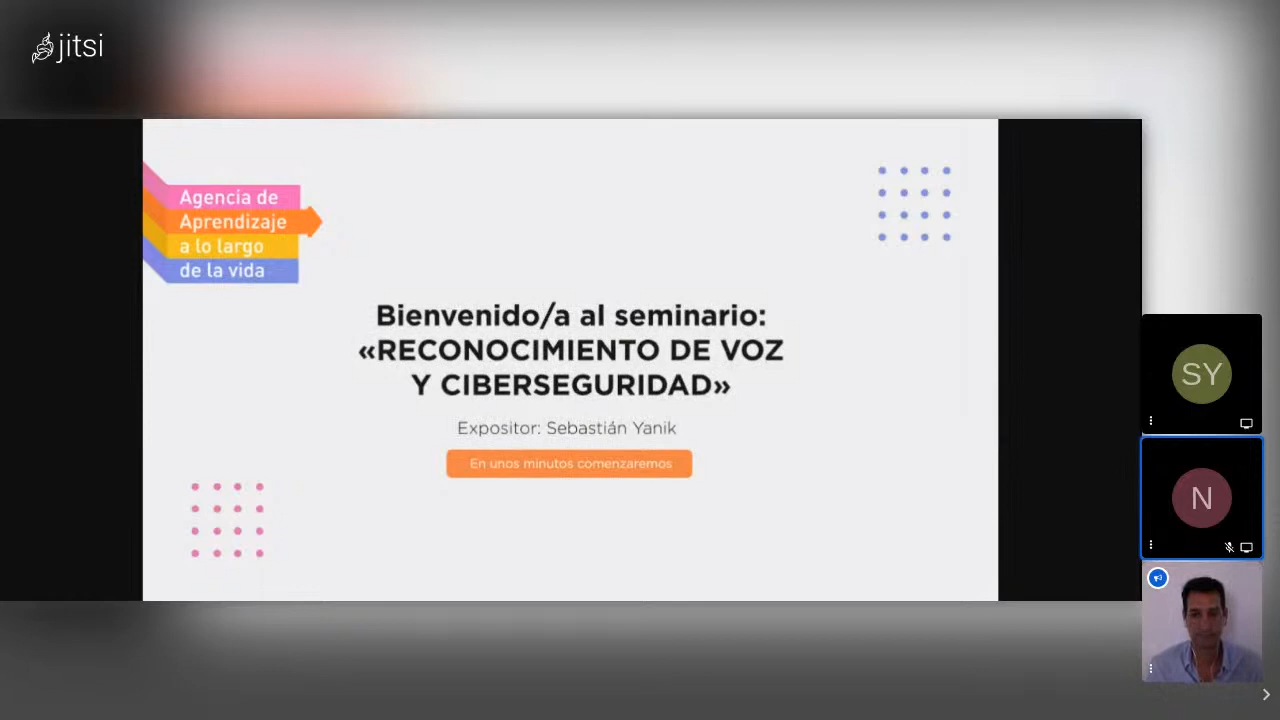 jitsi
Agencia de
Aprendizaje
a lo largo
de la vida
Bienvenido/a al seminario:
«RECONOCIMIENTO DE VOZ
Y CIBERSEGURIDAD»
Expositor: Sebastián Yanik
En unos minutos comenzaremos
SY
N